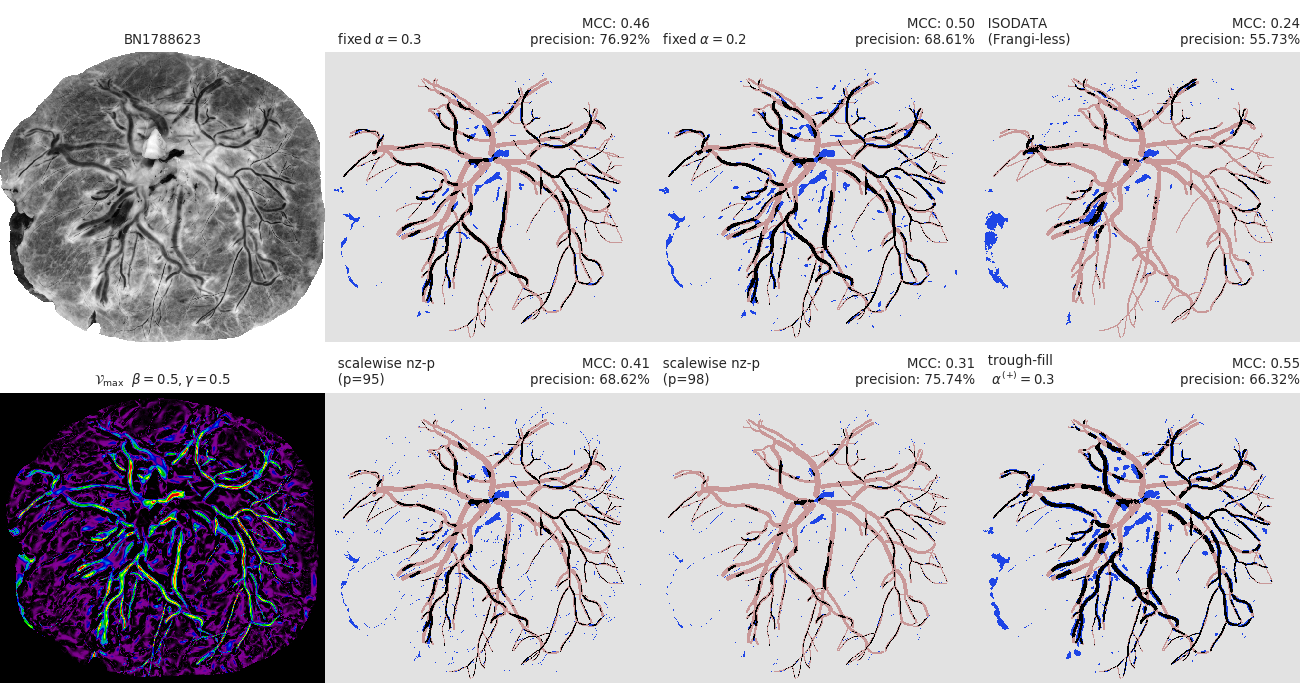 BN1788623
fixed α = 0.3
MCC: 0.46
precision: 76.92%
fixed α = 0.2
MCC: 0.50
precision: 68.61%
ISODATA
(Frangi-less)
MCC: 0.24
precision: 55.73%
𝒱max β = 0.5, γ = 0.5
scalewise nz-p
(p=95)
MCC: 0.41
precision: 68.62%
scalewise nz-p
(p=98)
MCC: 0.31
precision: 75.74%
trough-fill
α(+) = 0.3
MCC: 0.55
precision: 66.32%